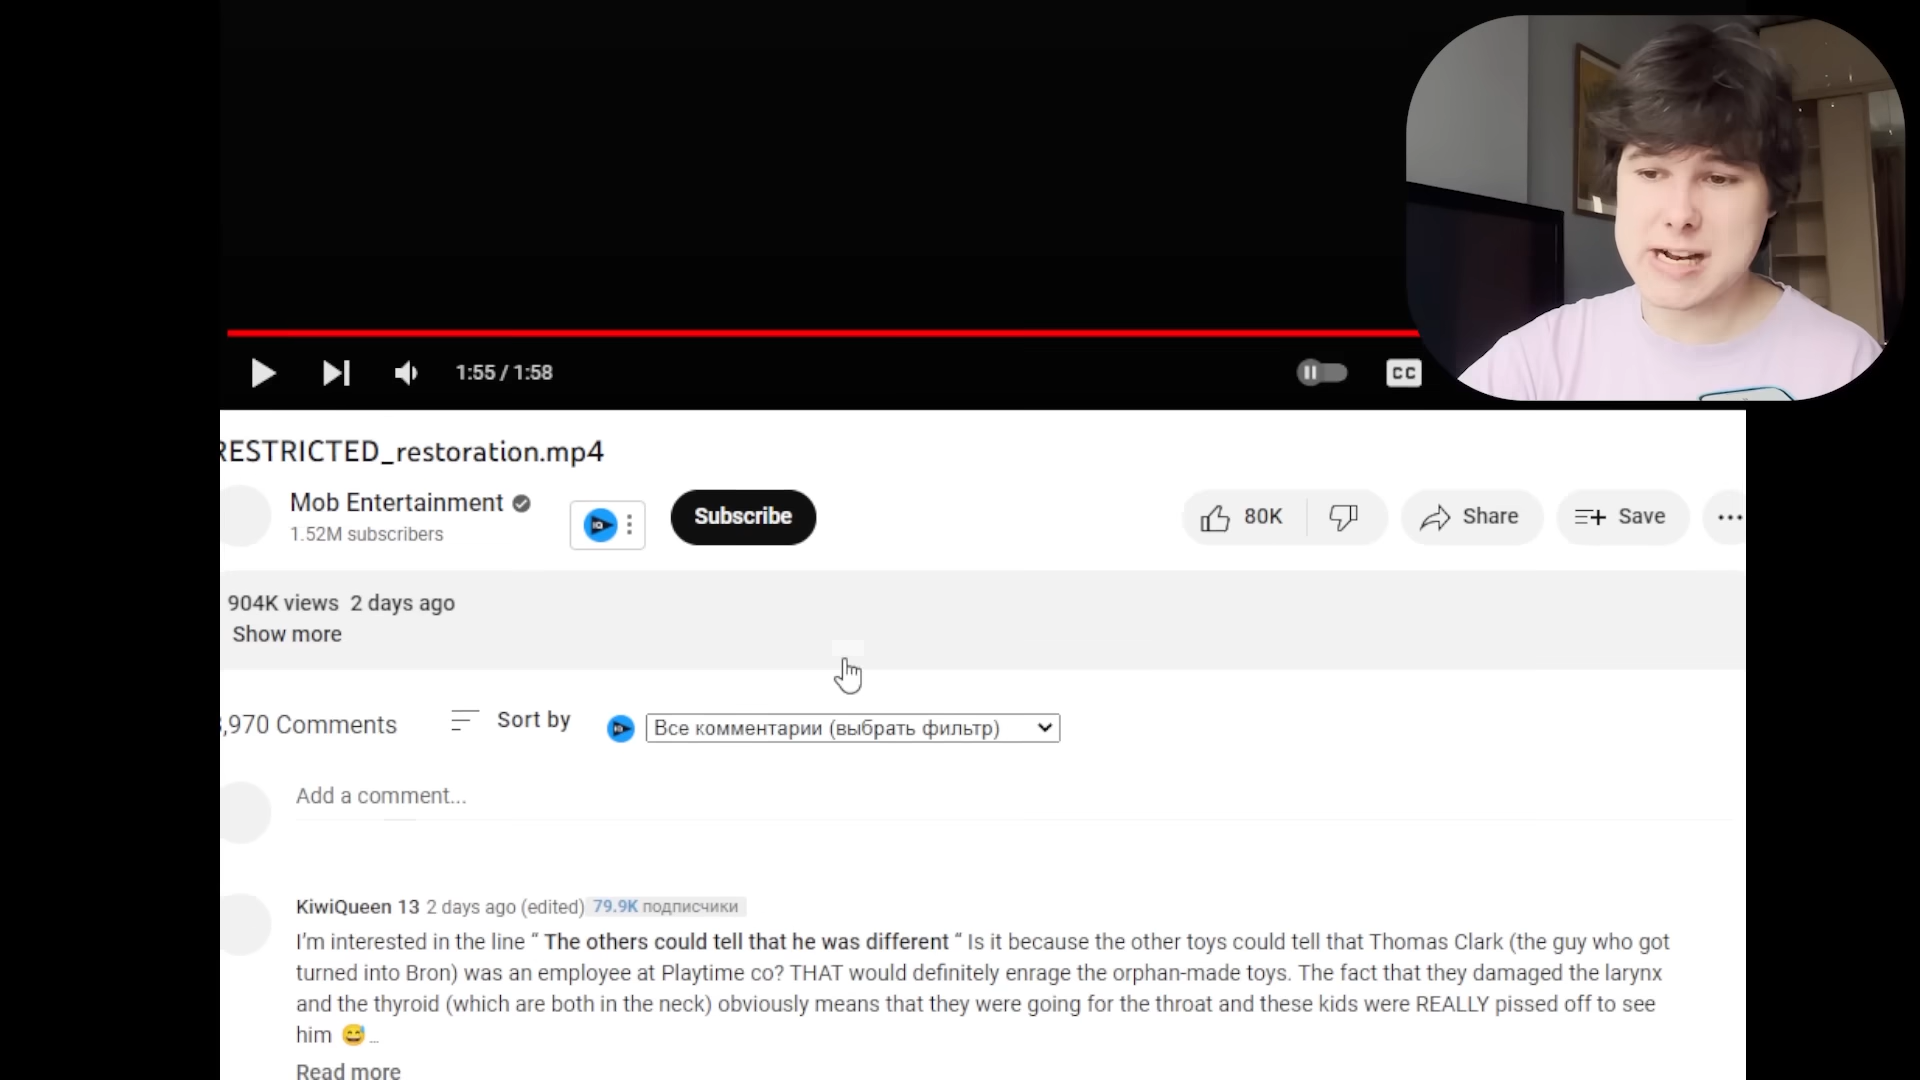 1:55 / 1:58
CC
RESTRICTED_restoration.mp4
Mob Entertainment
1.52M subscribers
Subscribe
80K
Share
Save
904K views 2 days ago
Show more
,970 Comments
Sort by
Все комментарии (выбрать фильтр)
Add a comment...
KiwiQueen 13 2 days ago (edited) 79.9K подписчики
I'm interested in the line “ The others could tell that he was different “ Is it because the other toys could tell that Thomas Clark (the guy who got
turned into Bron) was an employee at Playtime co? THAT would definitely enrage the orphan-made toys. The fact that they damaged the larynx
and the thyroid (which are both in the neck) obviously means that they were going for the throat and these kids were REALLY pissed off to see
him 😅 ...
Read more